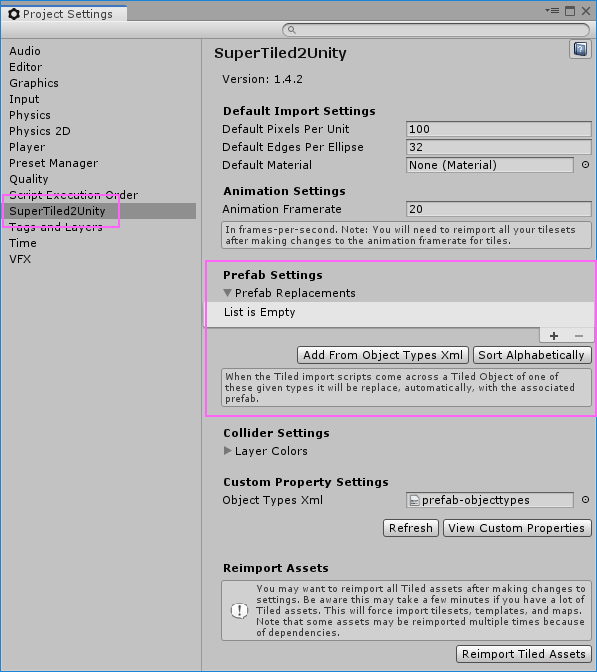 Project Settings
Audio
Editor
Graphics
Input
Physics
Physics 2D
Player
Preset Manager
Quality
Script Execution Order
SuperTiled2Unity
Tags and Layers
Time
VFX
SuperTiled2Unity
Version: 1.4.2
Default Import Settings
Default Pixels Per Unit 100
Default Edges Per Ellipse 32
Default Material None (Material)
Animation Settings
Animation Framerate 20
In frames-per-second. Note: You will need to reimport all your tilesets
after making changes to the animation framerate for tiles.
Prefab Settings
Prefab Replacements
List is Empty
+ −
Add From Object Types Xml Sort Alphabetically
When the Tiled import scripts come across a Tiled Object of one of
these given types it will be replace, automatically, with the associated
prefab.
Collider Settings
Layer Colors
Custom Property Settings
Object Types Xml prefab-objecttypes
Refresh View Custom Properties
Reimport Assets
You may want to reimport all Tiled assets after making changes to
settings. Be aware this may take a few minutes if you have a lot of
Tiled assets. This will force import tilesets, templates, and maps.
Note that some assets may be reimported multiple times because
of dependencies.
Reimport Tiled Assets